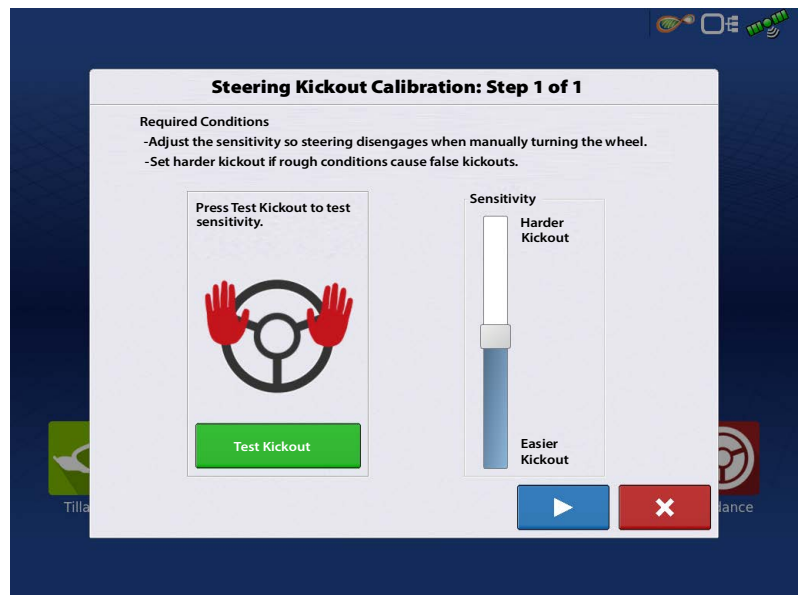 Steering Kickout Calibration: Step 1 of 1
Required Conditions
-Adjust the sensitivity so steering disengages when manually turning the wheel.
-Set harder kickout if rough conditions cause false kickouts.
Press Test Kickout to test
sensitivity.
Test Kickout
Sensitivity
Harder
Kickout
Easier
Kickout
Tilla
dance